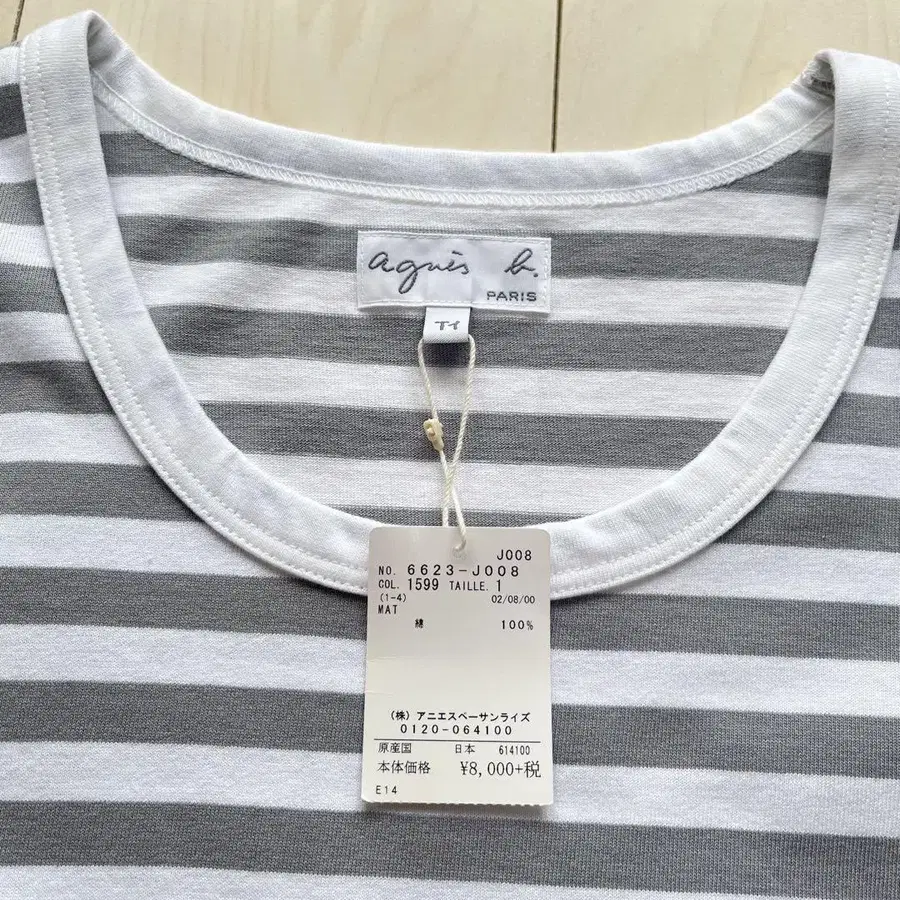 agnès b.
PARIS
T1
J008
NO. 6623-J008
COL. 1599 TAILLE. 1
(1-4) 02/08/00
MAT
綿 100%
(株) アニエスベーサンライズ
0120-064100
原産国 日本 614100
本体価格 ¥8,000+税
E14